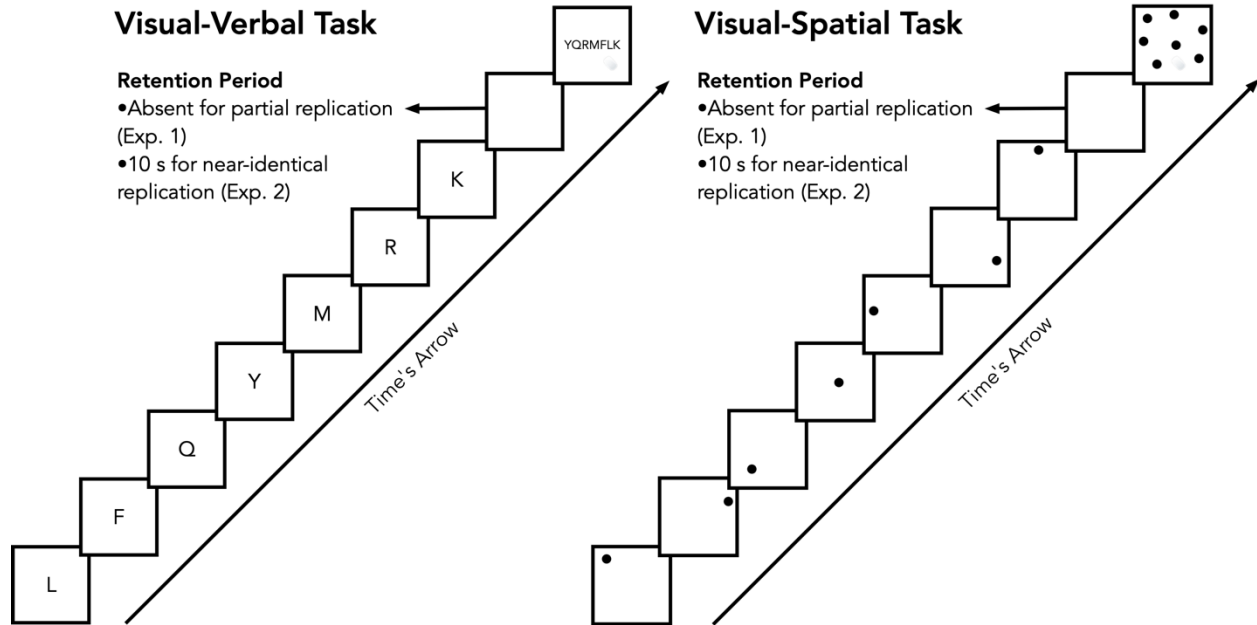 Visual-Verbal Task
Retention Period
•Absent for partial replication
(Exp. 1)
•10 s for near-identical
replication (Exp. 2)
YQRMFLK
K
R
M
Y
Q
F
L
Time's Arrow
Visual-Spatial Task
Retention Period
•Absent for partial replication
(Exp. 1)
•10 s for near-identical
replication (Exp. 2)
Time's Arrow